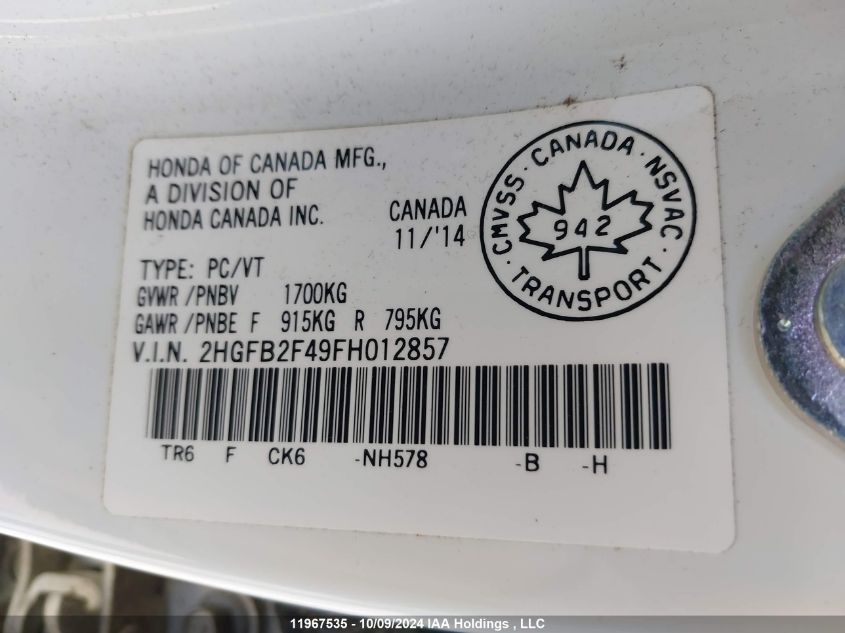 HONDA OF CANADA MFG.,
A DIVISION OF
HONDA CANADA INC.
CANADA
11/'14
CMVSS · CANADA · NSVAC
942
· TRANSPORT ·
TYPE: PC/VT
GVWR /PNBV 1700KG
GAWR /PNBE F 915KG R 795KG
V.I.N. 2HGFB2F49FH012857
TR6 F CK6 -NH578 -B -H
11967535 - 10/09/2024 IAA Holdings , LLC